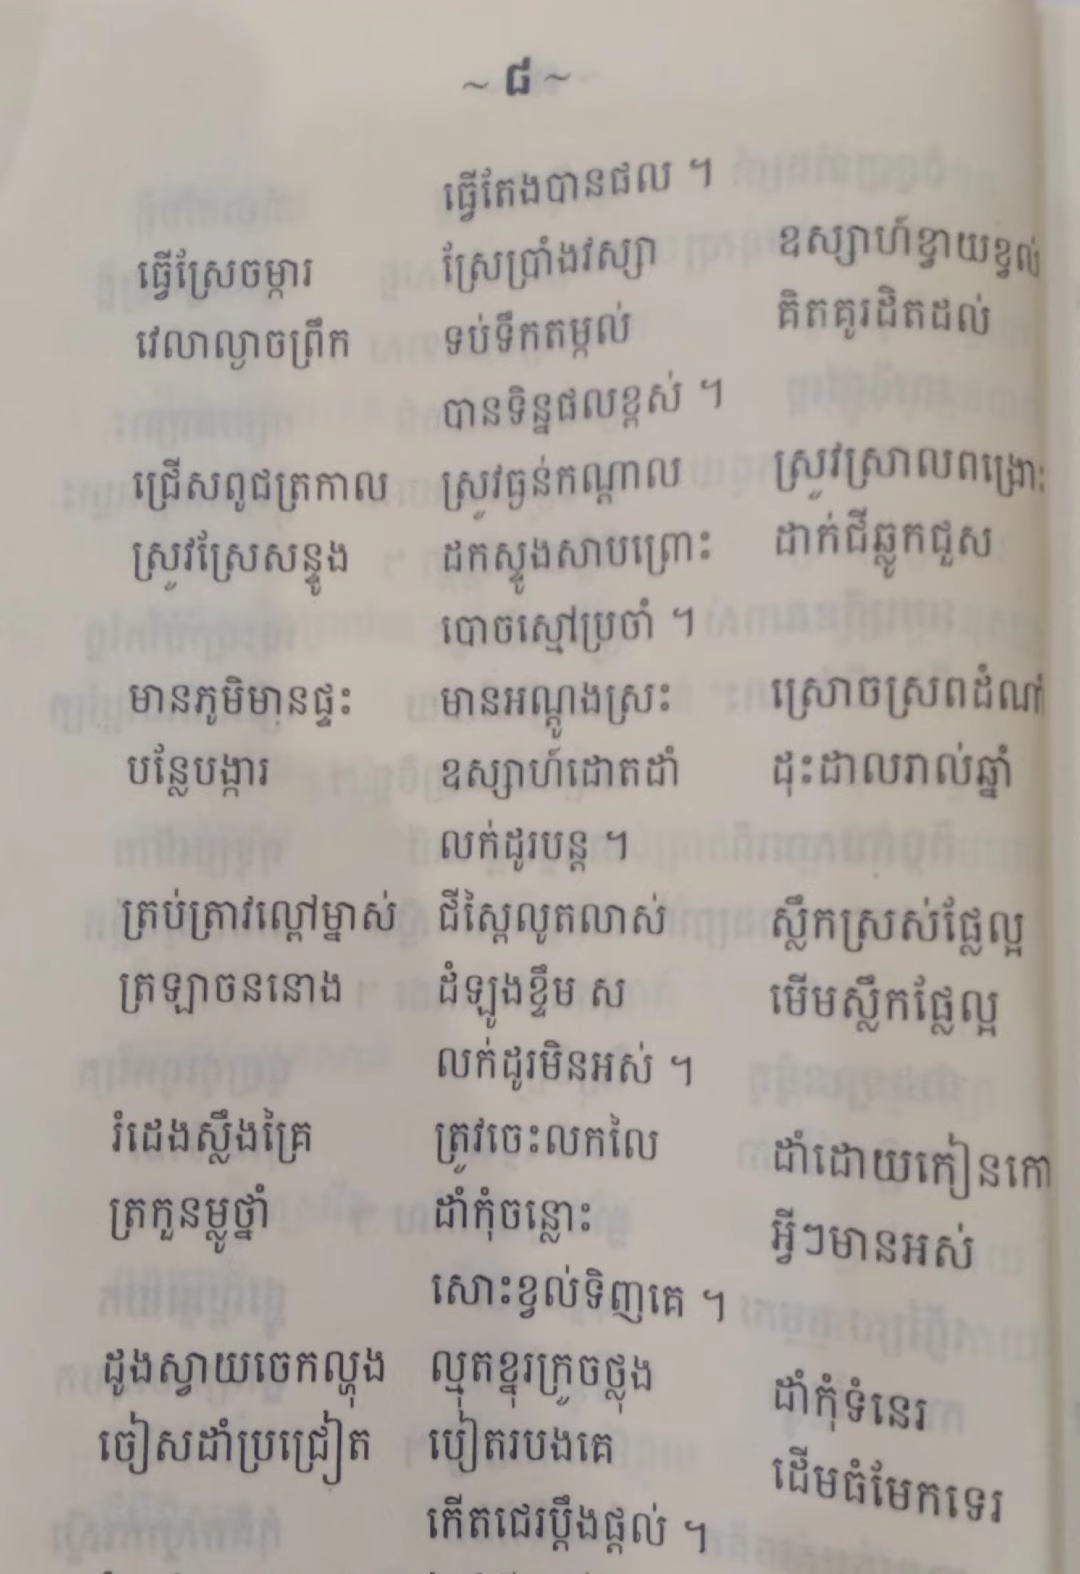 ~ ៨ ~
ធ្វើតែងបានផល ។
ធ្វើស្រែចម្ការ ស្រែប្រាំងវស្សា ឧស្សាហ៍ខ្វាយខ្វល់
វេលាល្ងាចព្រឹក ទប់ទឹកតម្កល់ គិតគូរដិតដល់
បានទិន្នផលខ្ពស់ ។
ជ្រើសពូជត្រកាល ស្រូវធ្ងន់កណ្ដាល ស្រូវស្រាលពង្រោះ
ស្រូវស្រែសន្ទូង ដកស្ទូងសាបព្រោះ ដាក់ជីឆ្លូកជួស
បោចស្មៅប្រចាំ ។
មានភូមិមានផ្ទះ មានអណ្ដូងស្រះ ស្រោចស្រពដំណាំ
បន្លែបង្ការ ឧស្សាហ៍ដោតដាំ ដុះដាលរាល់ឆ្នាំ
លក់ដូរបន្ត ។
ត្រប់ត្រាវល្ពៅម្នាស់ ជីស្ពៃលូតលាស់ ស្លឹកស្រស់ផ្លែល្អ
ត្រឡាចននោង ដំឡូងខ្ទឹម ស មើមស្លឹកផ្លែល្អ
លក់ដូរមិនអស់ ។
រំដេងស្លឹងគ្រៃ ត្រូវចេះលកលៃ ដាំដោយកៀនកោ
ត្រកួនម្លូថ្នាំ ដាំកុំចន្លោះ អ្វីៗមានអស់
សោះខ្វល់ទិញគេ ។
ដូងស្វាយចេកល្ហុង ល្មុតខ្នុរក្រូចថ្លុង ដាំកុំទំនេរ
ចៀសដាំប្រជ្រៀត បៀតរបងគេ ដើមធំមែកទេរ
កើតជេរប្ដឹងផ្ដល់ ។